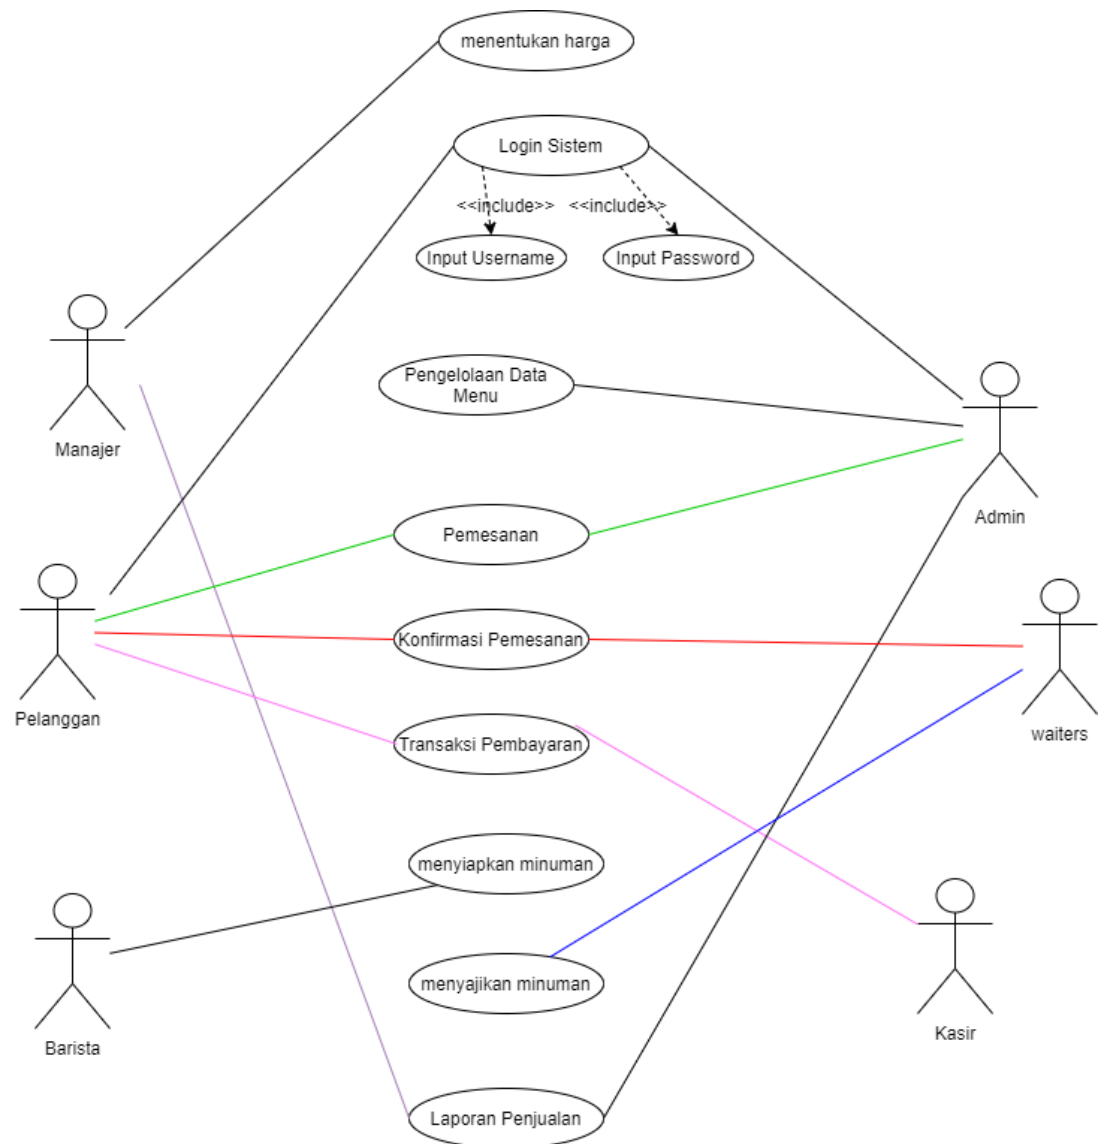 menentukan harga
Login Sistem
<<include>>
<<include>>
Input Username
Input Password
Manajer
Pengelolaan Data
Menu
Admin
Pemesanan
Pelanggan
Konfirmasi Pemesanan
waiters
Transaksi Pembayaran
menyiapkan minuman
Barista
menyajikan minuman
Kasir
Laporan Penjualan